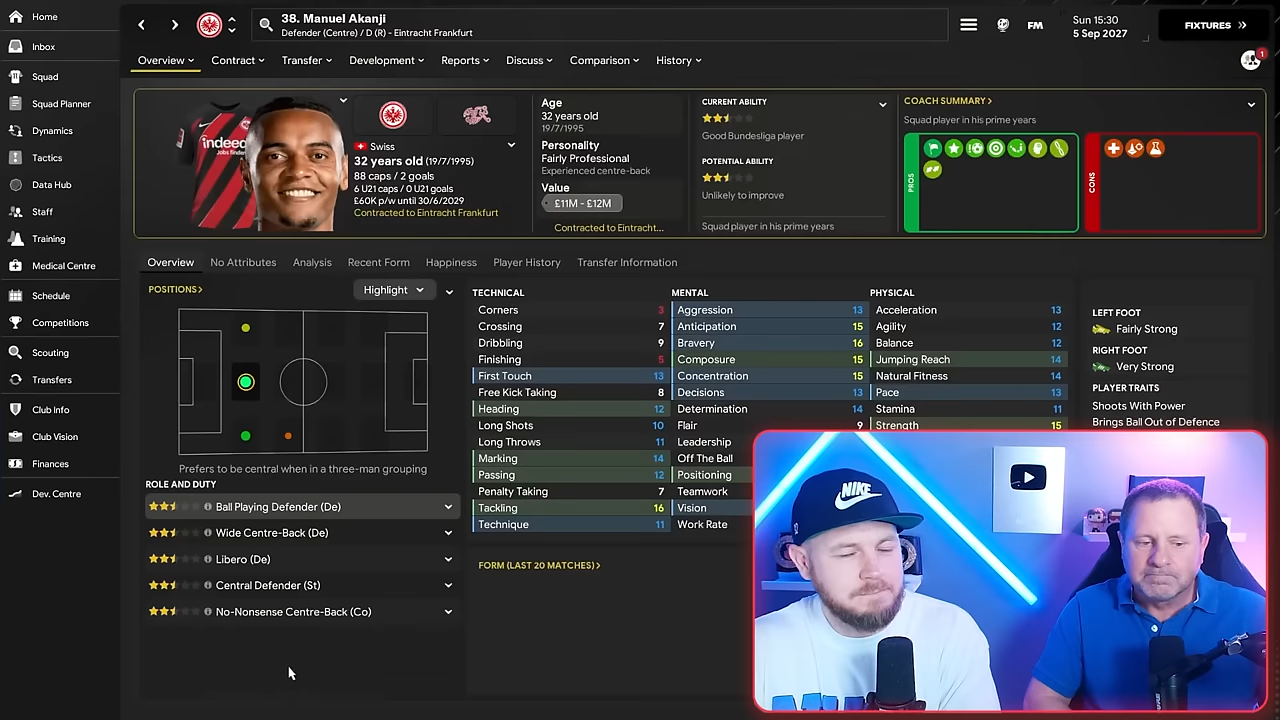 Home
Inbox
Squad
Squad Planner
Dynamics
Tactics
Data Hub
Staff
Training
Medical Centre
Schedule
Competitions
Scouting
Transfers
Club Info
Club Vision
Finances
Dev. Centre
38. Manuel Akanji
Defender (Centre) / D (R) - Eintracht Frankfurt
FM
Sun 15:30
5 Sep 2027
FIXTURES
Overview
Contract
Transfer
Development
Reports
Discuss
Comparison
History
1
indeed
Swiss
32 years old (19/7/1995)
88 caps / 2 goals
6 U21 caps / 0 U21 goals
£60K p/w until 30/6/2029
Contracted to Eintracht Frankfurt
Age
32 years old
19/7/1995
Personality
Fairly Professional
Experienced centre-back
Value
£11M - £12M
Contracted to Eintracht...
CURRENT ABILITY
Good Bundesliga player
POTENTIAL ABILITY
Unlikely to improve
Squad player in his prime years
COACH SUMMARY >
Squad player in his prime years
PROS
CONS
Overview
No Attributes
Analysis
Recent Form
Happiness
Player History
Transfer Information
POSITIONS >
Highlight
Prefers to be central when in a three-man grouping
ROLE AND DUTY
Ball Playing Defender (De)
Wide Centre-Back (De)
Libero (De)
Central Defender (St)
No-Nonsense Centre-Back (Co)
TECHNICAL
Corners 3
Crossing 7
Dribbling 9
Finishing 5
First Touch 13
Free Kick Taking 8
Heading 12
Long Shots 10
Long Throws 11
Marking 14
Passing 12
Penalty Taking 7
Tackling 16
Technique 11
MENTAL
Aggression 13
Anticipation 15
Bravery 16
Composure 15
Concentration 15
Decisions 13
Determination 14
Flair 9
Leadership
Off The Ball
Positioning
Teamwork
Vision
Work Rate
PHYSICAL
Acceleration 13
Agility 12
Balance 12
Jumping Reach 14
Natural Fitness 14
Pace 13
Stamina 11
Strength 15
LEFT FOOT
Fairly Strong
RIGHT FOOT
Very Strong
PLAYER TRAITS
Shoots With Power
Brings Ball Out of Defence
FORM (LAST 20 MATCHES) >
NIKE